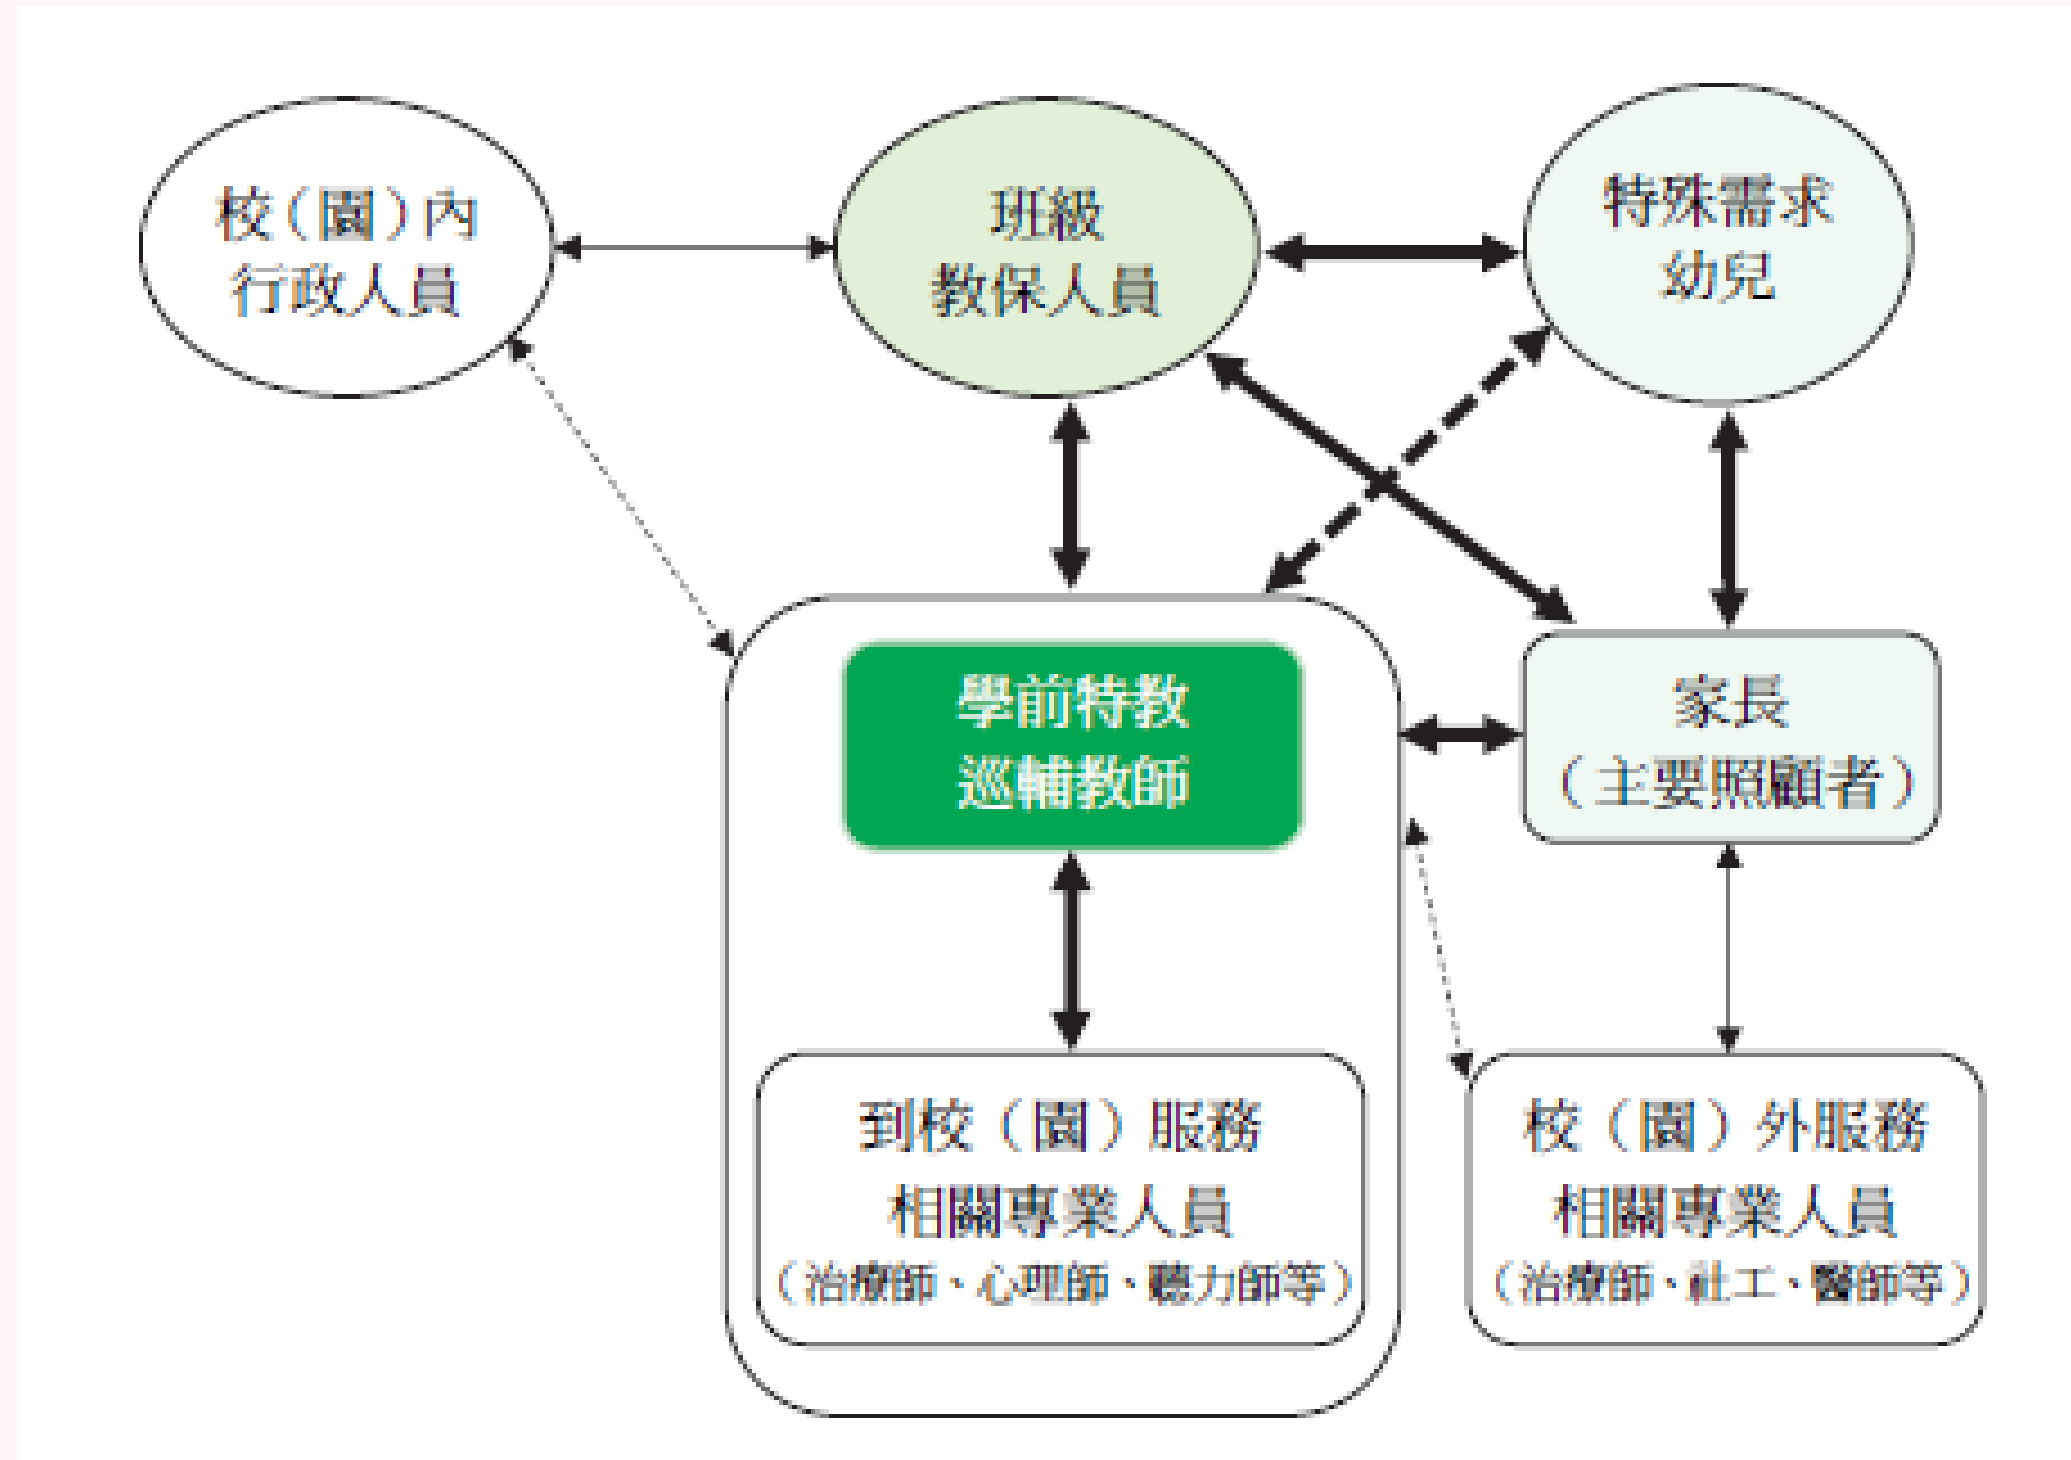 校（園）內
行政人員
班級
教保人員
特殊需求
幼兒
學前特教
巡輔教師
家長
（主要照顧者）
到校（園）服務
相關專業人員
（治療師、心理師、聽力師等）
校（園）外服務
相關專業人員
（治療師、社工、醫師等）